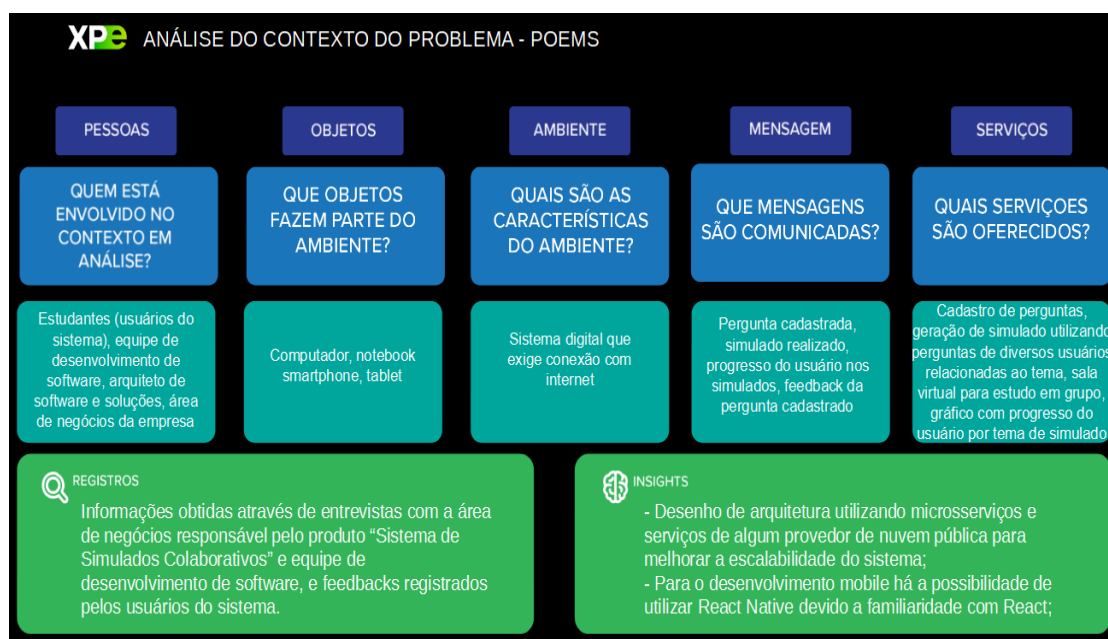 XPe ANÁLISE DO CONTEXTO DO PROBLEMA - POEMS
PESSOAS
OBJETOS
AMBIENTE
MENSAGEM
SERVIÇOS
QUEM ESTÁ
ENVOLVIDO NO
CONTEXTO EM
ANÁLISE?
QUE OBJETOS
FAZEM PARTE DO
AMBIENTE?
QUAIS SÃO AS
CARACTERÍSTICAS
DO AMBIENTE?
QUE MENSAGENS
SÃO COMUNICADAS?
QUAIS SERVIÇOES
SÃO OFERECIDOS?
Estudantes (usuários do
sistema), equipe de
desenvolvimento de
software, arquiteto de
software e soluções, área
de negócios da empresa
Computador, notebook
smartphone, tablet
Sistema digital que
exige conexão com
internet
Pergunta cadastrada,
simulado realizado,
progresso do usuário nos
simulados, feedback da
pergunta cadastrado
Cadastro de perguntas,
geração de simulado utilizando
perguntas de diversos usuários
relacionadas ao tema, sala
virtual para estudo em grupo,
gráfico com progresso do
usuário por tema de simulado
REGISTROS
Informações obtidas através de entrevistas com a área
de negócios responsável pelo produto “Sistema de
Simulados Colaborativos” e equipe de
desenvolvimento de software, e feedbacks registrados
pelos usuários do sistema.
INSIGHTS
- Desenho de arquitetura utilizando microsserviços e
serviços de algum provedor de nuvem pública para
melhorar a escalabilidade do sistema;
- Para o desenvolvimento mobile há a possibilidade de
utilizar React Native devido a familiaridade com React;